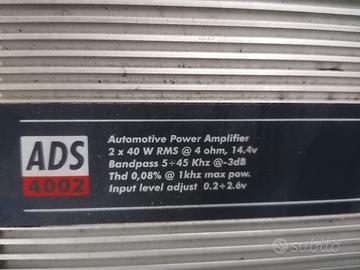 ADS
4002
Automotive Power Amplifier
2 x 40 W RMS @ 4 ohm, 14.4v
Bandpass 5÷45 Khz @-3dB
Thd 0,08% @ 1khz max pow.
Input level adjust 0.2÷2.6v
subito